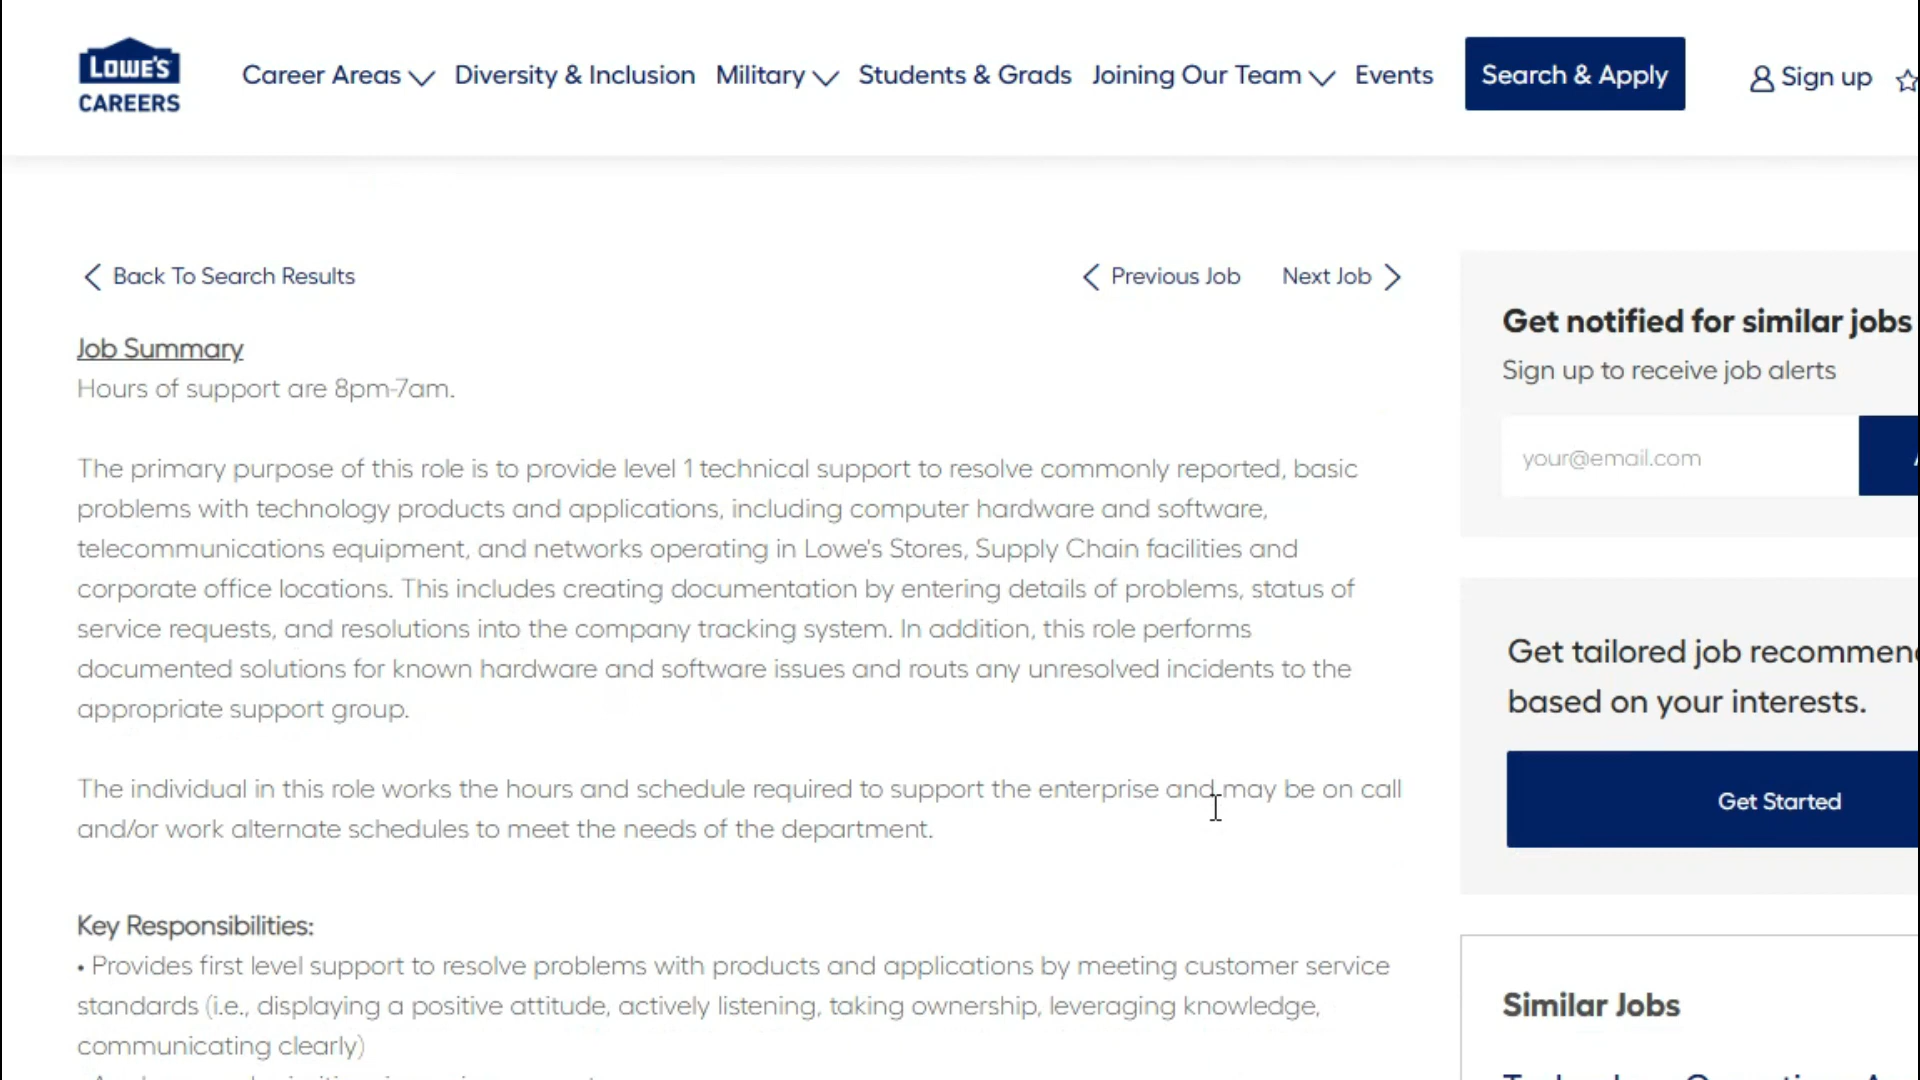 LOWE'S
CAREERS
Career Areas
Diversity & Inclusion
Military
Students & Grads
Joining Our Team
Events
Search & Apply
Sign up
Back To Search Results
Previous Job
Next Job
Job Summary
Hours of support are 8pm-7am.
The primary purpose of this role is to provide level 1 technical support to resolve commonly reported, basic
problems with technology products and applications, including computer hardware and software,
telecommunications equipment, and networks operating in Lowe's Stores, Supply Chain facilities and
corporate office locations. This includes creating documentation by entering details of problems, status of
service requests, and resolutions into the company tracking system. In addition, this role performs
documented solutions for known hardware and software issues and routs any unresolved incidents to the
appropriate support group.
The individual in this role works the hours and schedule required to support the enterprise and may be on call
and/or work alternate schedules to meet the needs of the department.
Key Responsibilities:
• Provides first level support to resolve problems with products and applications by meeting customer service
standards (i.e., displaying a positive attitude, actively listening, taking ownership, leveraging knowledge,
communicating clearly)
Get notified for similar jobs
Sign up to receive job alerts
your@email.com
Get tailored job recommen
based on your interests.
Get Started
Similar Jobs